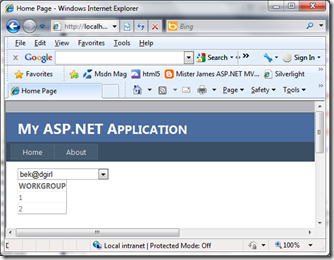 Home Page - Windows Internet Explorer
http://localh...
Bing
File Edit View Favorites Tools Help
Google
Search
Sign In
Favorites Msdn Mag html5 Mister James ASP.NET MV... Silverlight
Home Page
Page Safety Tools
MY ASP.NET APPLICATION
Home About
bek@dgirl
WORKGROUP
1
2
Local intranet | Protected Mode: Off
100%